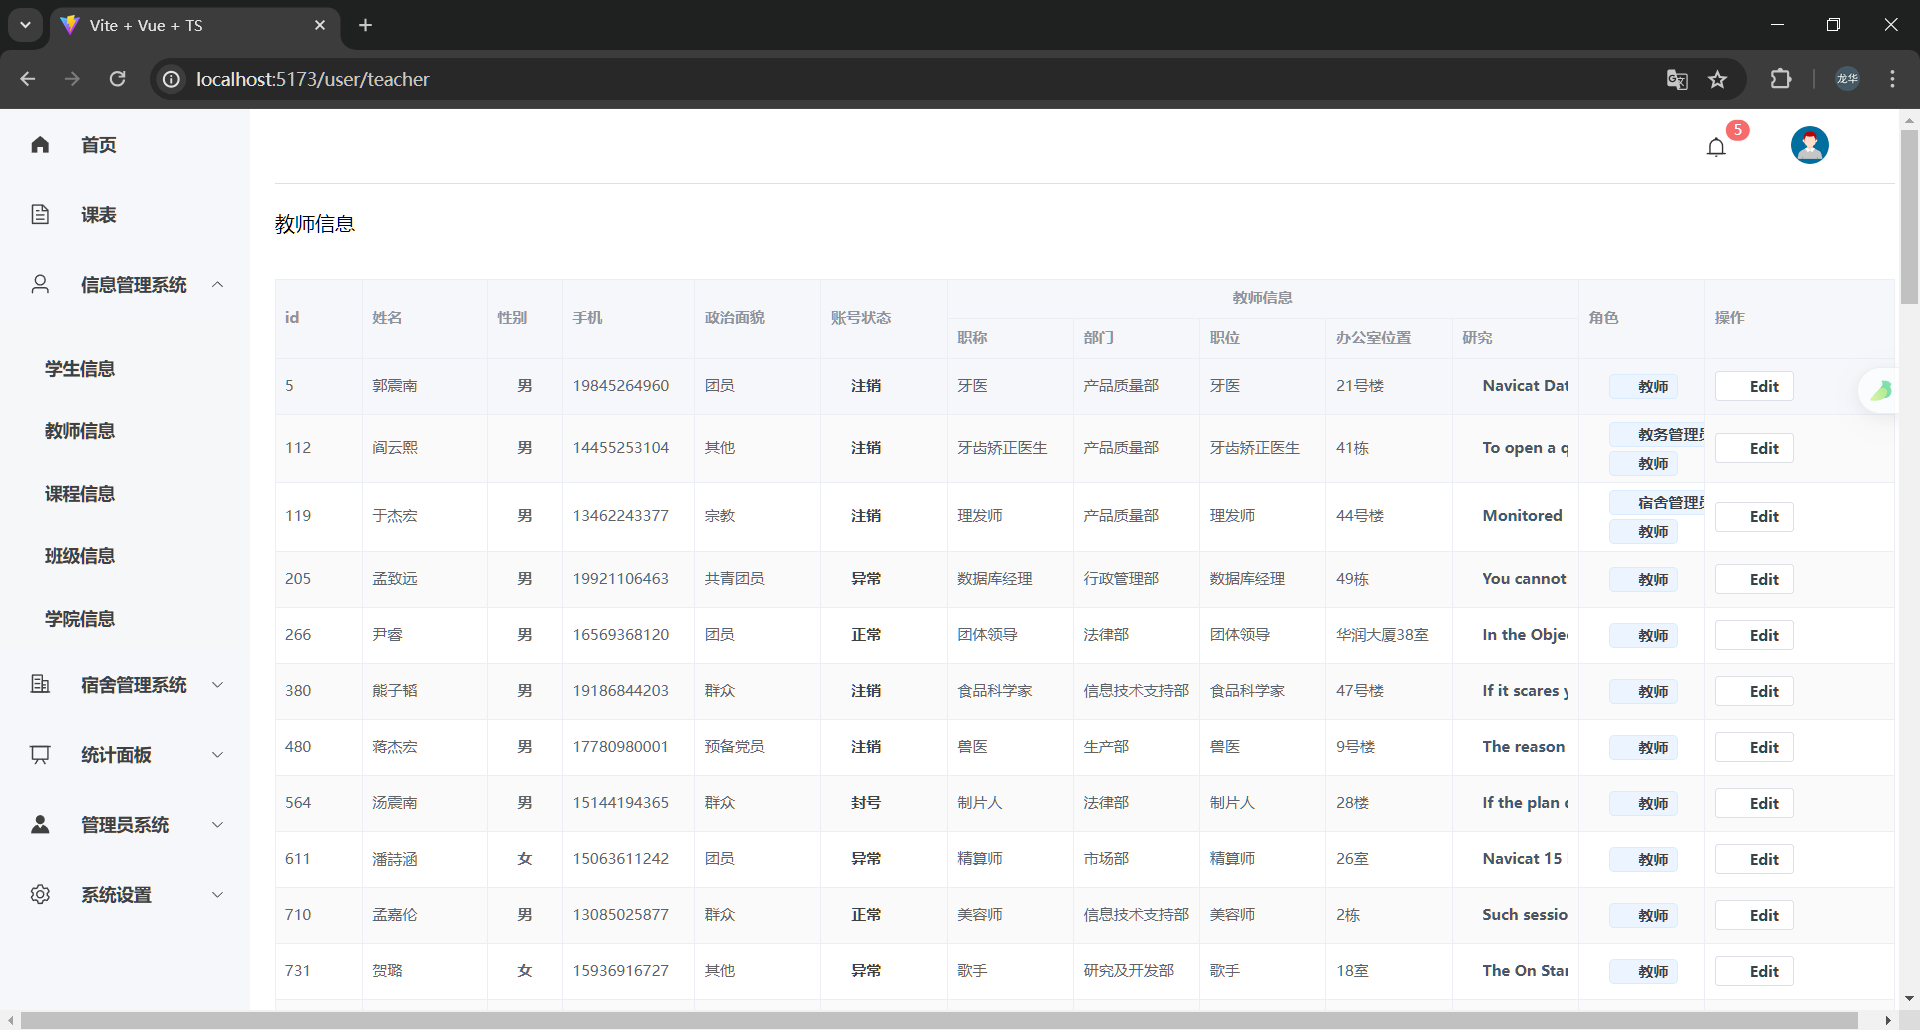 Vite + Vue + TS
localhost:5173/user/teacher
龙华
首页
课表
信息管理系统
学生信息
教师信息
课程信息
班级信息
学院信息
宿舍管理系统
统计面板
管理员系统
系统设置
5
教师信息
id 姓名 性别 手机 政治面貌 账号状态 教师信息 角色 操作
职称 部门 职位 办公室位置 研究
5 郭震南 男 19845264960 团员 注销 牙医 产品质量部 牙医 21号楼 Navicat Dat 教师 Edit
112 阎云熙 男 14455253104 其他 注销 牙齿矫正医生 产品质量部 牙齿矫正医生 41栋 To open a q 教务管理员 教师 Edit
119 于杰宏 男 13462243377 宗教 注销 理发师 产品质量部 理发师 44号楼 Monitored 宿舍管理员 教师 Edit
205 孟致远 男 19921106463 共青团员 异常 数据库经理 行政管理部 数据库经理 49栋 You cannot 教师 Edit
266 尹睿 男 16569368120 团员 正常 团体领导 法律部 团体领导 华润大厦38室 In the Obje 教师 Edit
380 熊子韬 男 19186844203 群众 注销 食品科学家 信息技术支持部 食品科学家 47号楼 If it scares y 教师 Edit
480 蒋杰宏 男 17780980001 预备党员 注销 兽医 生产部 兽医 9号楼 The reason 教师 Edit
564 汤震南 男 15144194365 群众 封号 制片人 法律部 制片人 28楼 If the plan 教师 Edit
611 潘詩涵 女 15063611242 团员 异常 精算师 市场部 精算师 26室 Navicat 15 教师 Edit
710 孟嘉伦 男 13085025877 群众 正常 美容师 信息技术支持部 美容师 2栋 Such sessio 教师 Edit
731 贺璐 女 15936916727 其他 异常 歌手 研究及开发部 歌手 18室 The On Star 教师 Edit